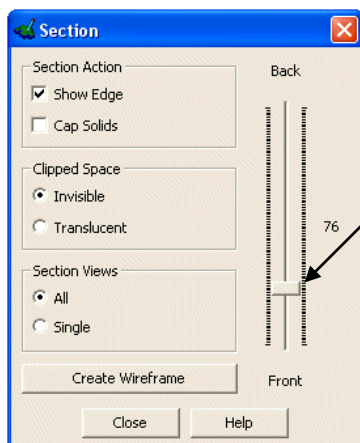 Section
Section Action
Show Edge
Cap Solids
Clipped Space
Invisible
Translucent
Section Views
All
Single
Create Wireframe
Back
76
Front
Close
Help